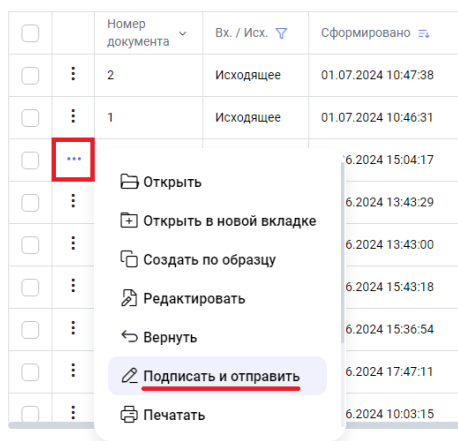 Номер документа
Вх. / Исх.
Сформировано
2
Исходящее
01.07.2024 10:47:38
1
Исходящее
01.07.2024 10:46:31
6.2024 15:04:17
Открыть
6.2024 13:43:29
Открыть в новой вкладке
6.2024 13:43:00
Создать по образцу
6.2024 15:43:18
Редактировать
6.2024 15:36:54
Вернуть
6.2024 17:47:11
Подписать и отправить
6.2024 10:03:15
Печатать